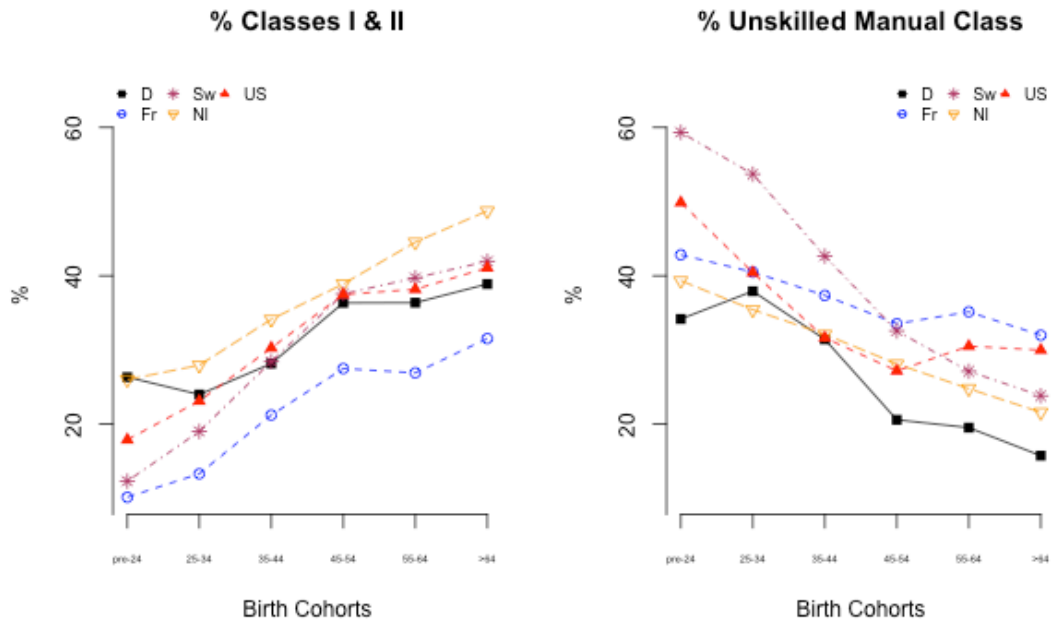 % Classes I & II
D Sw US
Fr Nl
60
40
20
%
pre-24 25-34 35-44 45-54 55-64 >64
Birth Cohorts
% Unskilled Manual Class
D Sw US
Fr Nl
60
40
20
%
pre-24 25-34 35-44 45-54 55-64 >64
Birth Cohorts